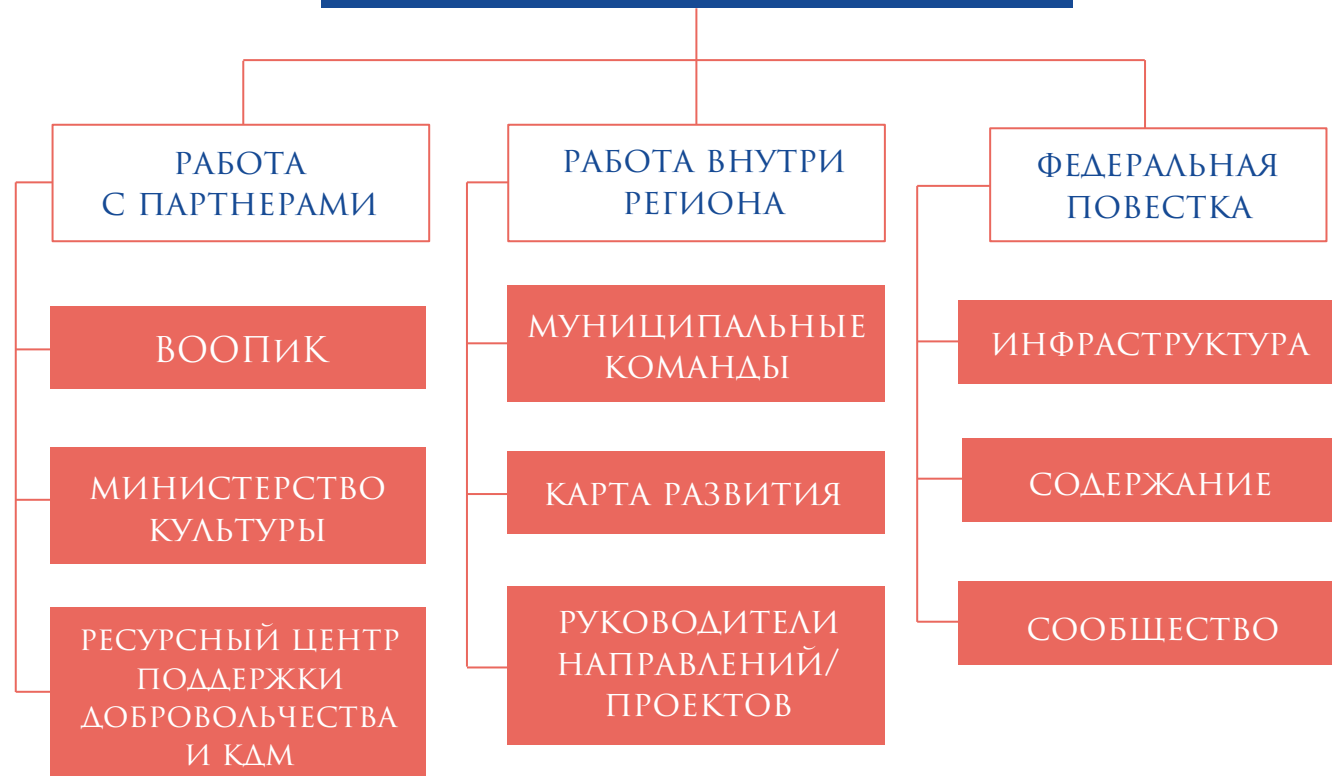 РАБОТА
С ПАРТНЕРАМИ
ВООПиК
МИНИСТЕРСТВО
КУЛЬТУРЫ
РЕСУРСНЫЙ ЦЕНТР
ПОДДЕРЖКИ
ДОБРОВОЛЬЧЕСТВА
И КДМ
РАБОТА ВНУТРИ
РЕГИОНА
МУНИЦИПАЛЬНЫЕ
КОМАНДЫ
КАРТА РАЗВИТИЯ
РУКОВОДИТЕЛИ
НАПРАВЛЕНИЙ/
ПРОЕКТОВ
ФЕДЕРАЛЬНАЯ
ПОВЕСТКА
ИНФРАСТРУКТУРА
СОДЕРЖАНИЕ
СООБЩЕСТВО